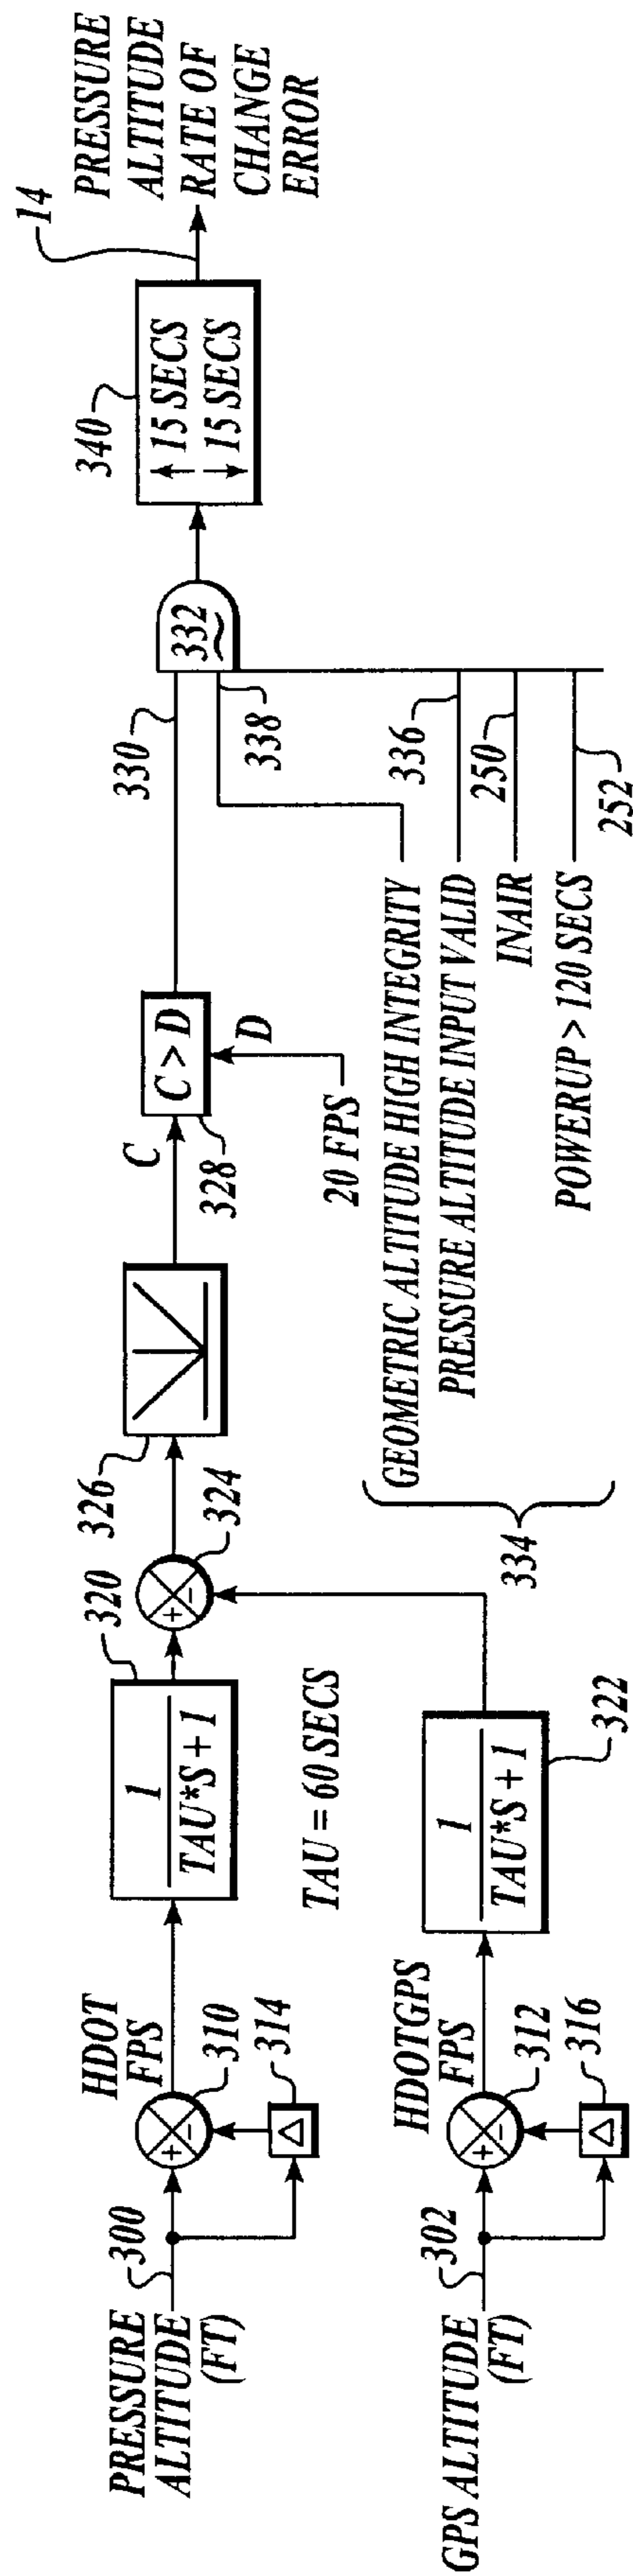 PRESSURE
ALTITUDE
(FT)
300
HDOT
FPS
310
314
+
−
Δ
1
TAU*S + 1
320
TAU = 60 SECS
+
−
324
326
C
C > D
328
D
20 FPS
330
332
338
340
15 SECS
15 SECS
14
PRESSURE
ALTITUDE
RATE OF
CHANGE
ERROR
GPS ALTITUDE
(FT)
302
HDOTGPS
FPS
312
316
+
−
Δ
1
TAU*S + 1
322
334
GEOMETRIC ALTITUDE HIGH INTEGRITY
PRESSURE ALTITUDE INPUT VALID
336
INAIR
250
POWERUP > 120 SECS
252